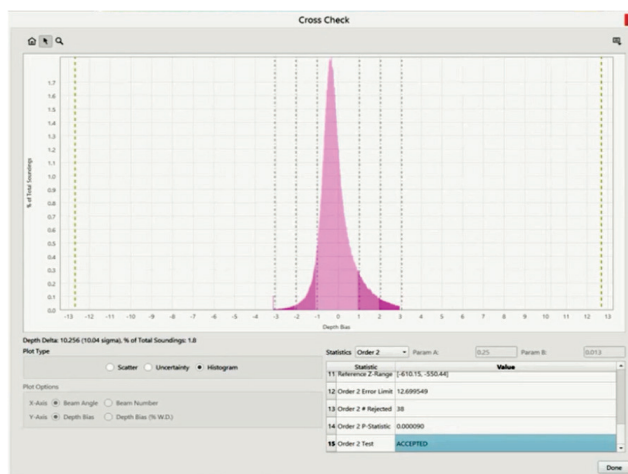 Cross Check
1.7
1.6
1.5
1.4
1.3
1.2
1.1
1.0
0.9
0.8
0.7
0.6
0.5
0.4
0.3
0.2
0.1
0.0
% of Total Soundings
-13 -12 -11 -10 -9 -8 -7 -6 -5 -4 -3 -2 -1 0 1 2 3 4 5 6 7 8 9 10 11 12 13
Depth Bias
Depth Delta: 10.256 (10.04 sigma), % of Total Soundings: 1.8
Plot Type
Scatter Uncertainty Histogram
Plot Options
X-Axis Beam Angle Beam Number
Y-Axis Depth Bias Depth Bias (% W.D.)
Statistics Order 2 Param A: 0.25 Param B: 0.013
Statistic Value
11 Reference Z-Range [-610.15, -550.44]
12 Order 2 Error Limit 12.699549
13 Order 2 # Rejected 38
14 Order 2 P-Statistic 0.000090
15 Order 2 Test ACCEPTED
Done